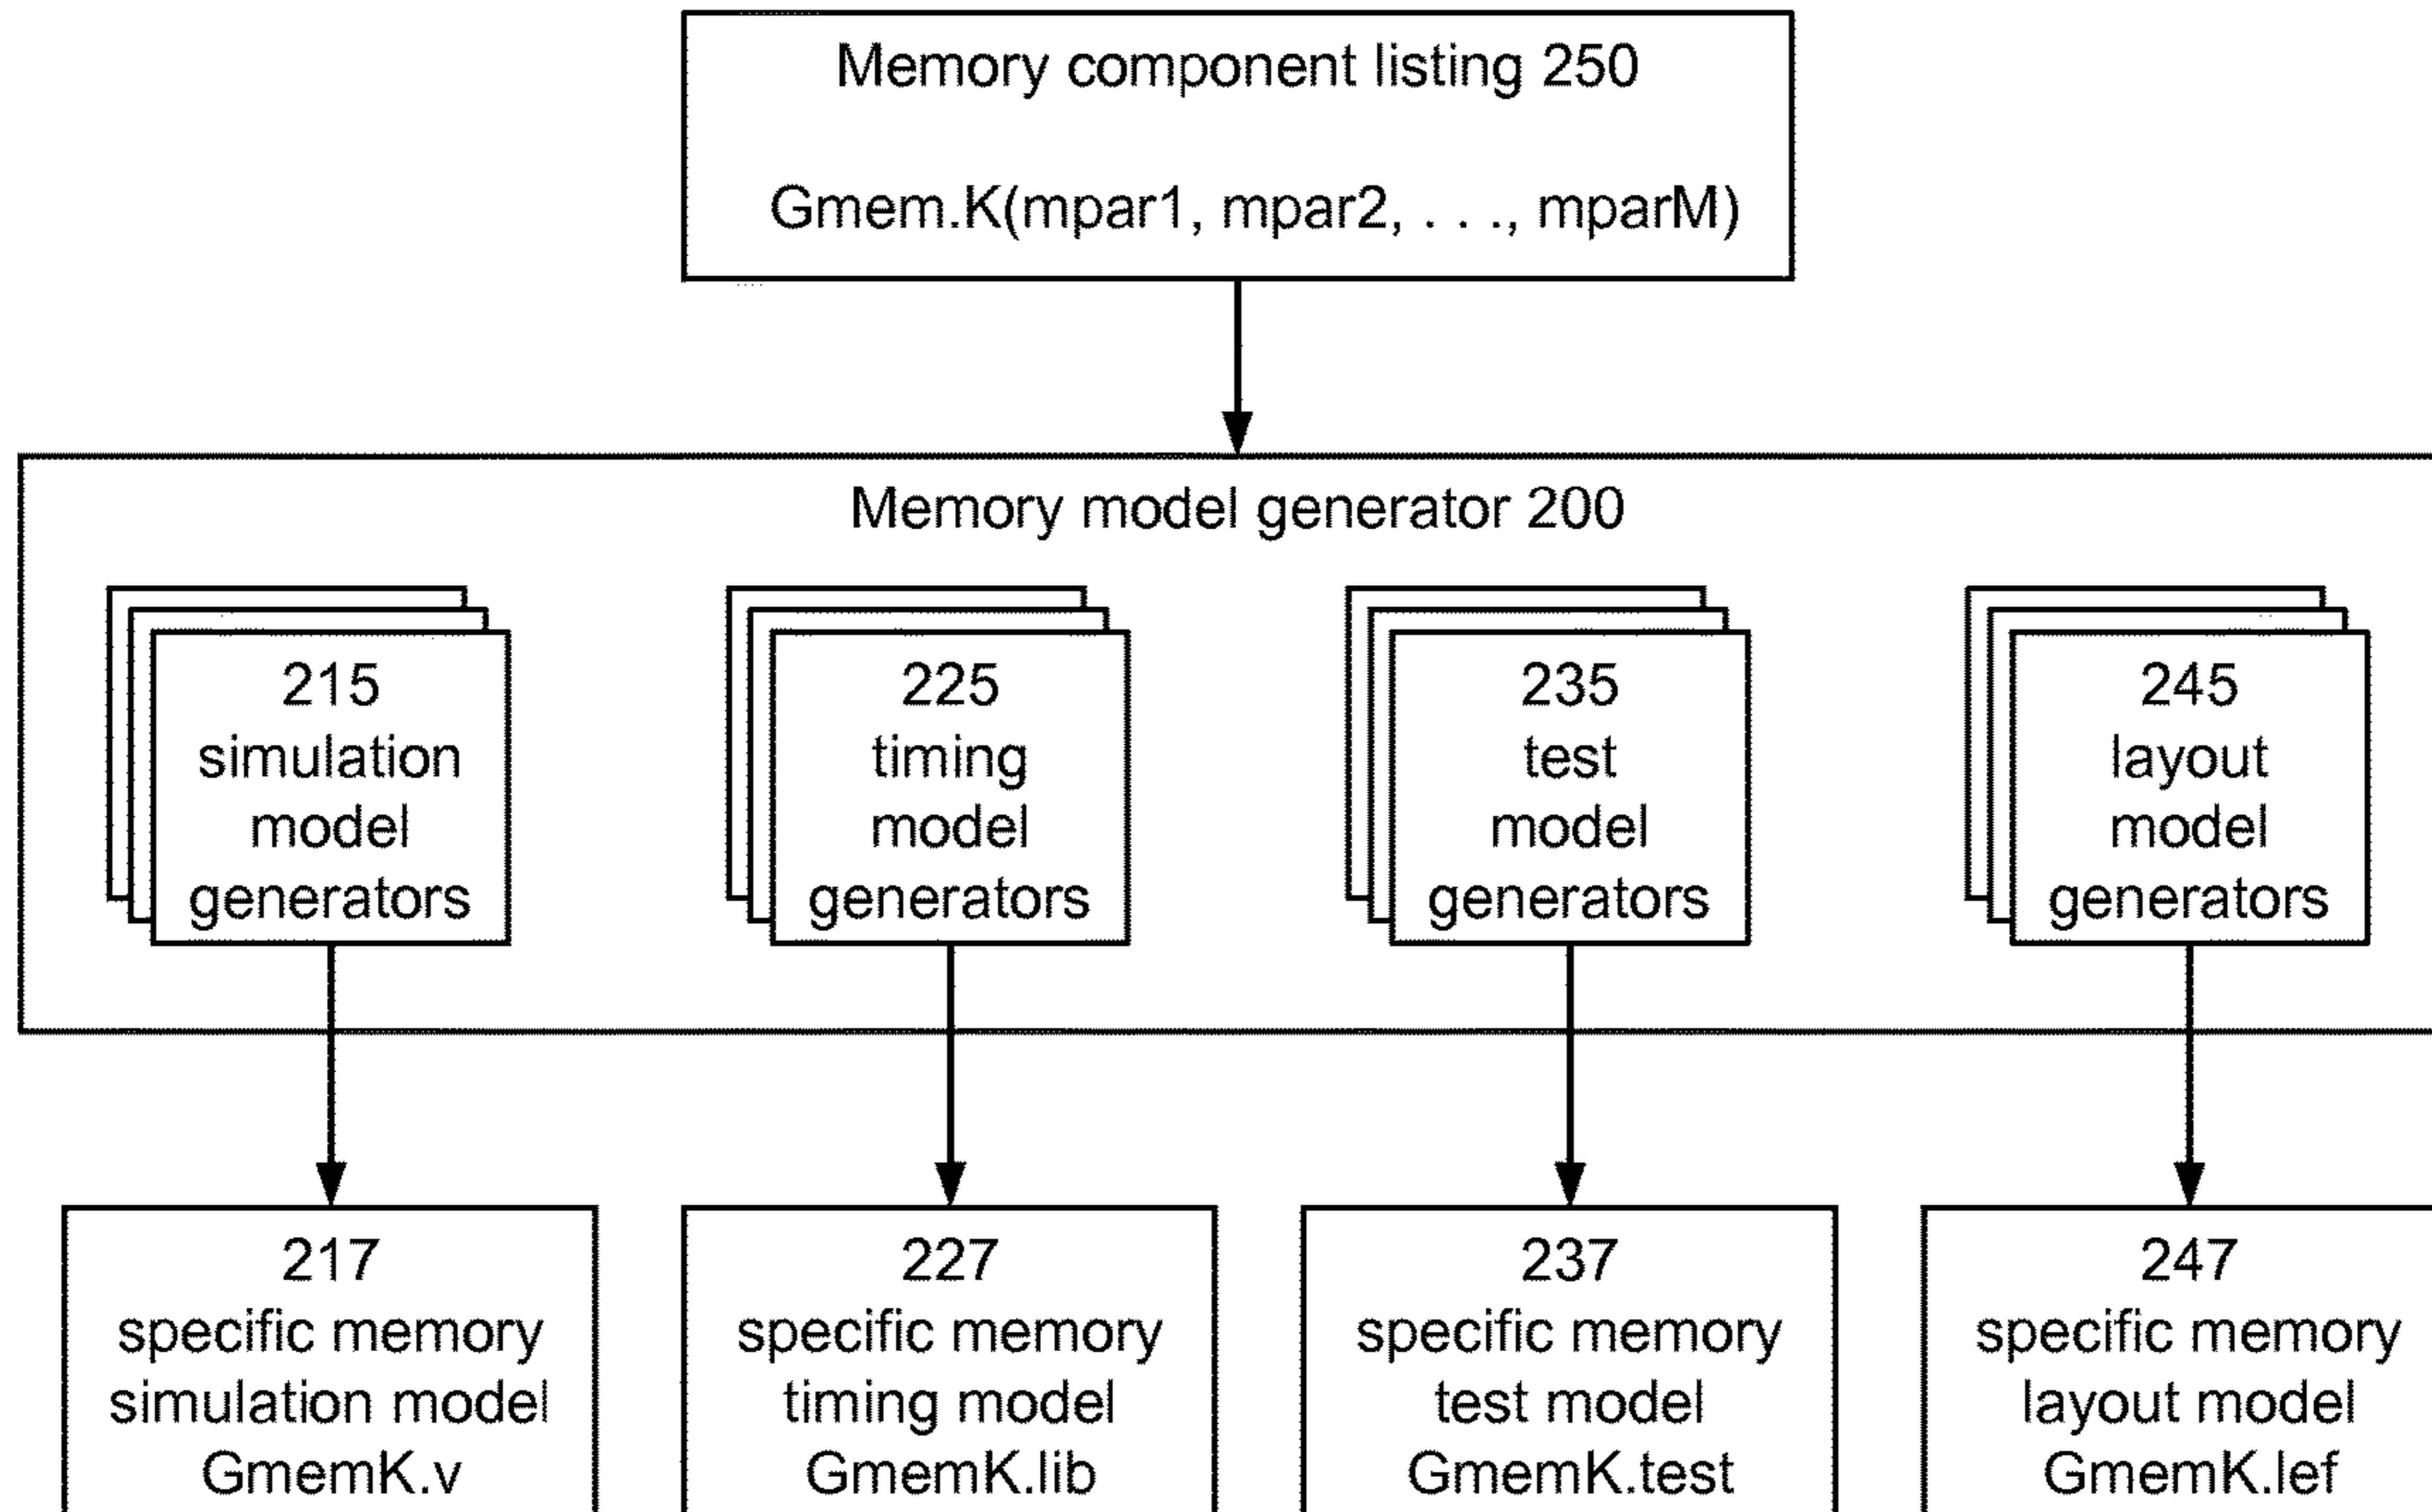 Memory component listing 250
Gmem.K(mpar1, mpar2, . . ., mparM)
Memory model generator 200
215
simulation
model
generators
225
timing
model
generators
235
test
model
generators
245
layout
model
generators
217
specific memory
simulation model
GmemK.v
227
specific memory
timing model
GmemK.lib
237
specific memory
test model
GmemK.test
247
specific memory
layout model
GmemK.lef